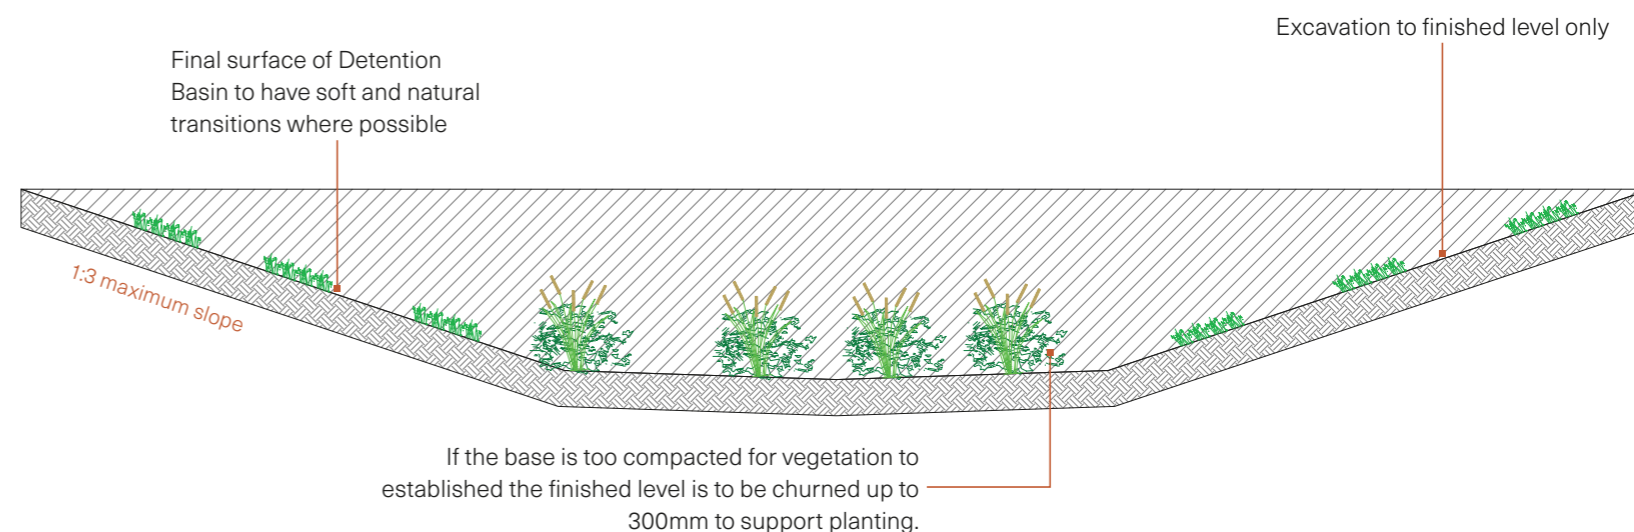 Excavation to finished level only
Final surface of Detention
Basin to have soft and natural
transitions where possible
1:3 maximum slope
If the base is too compacted for vegetation to
established the finished level is to be churned up to
300mm to support planting.